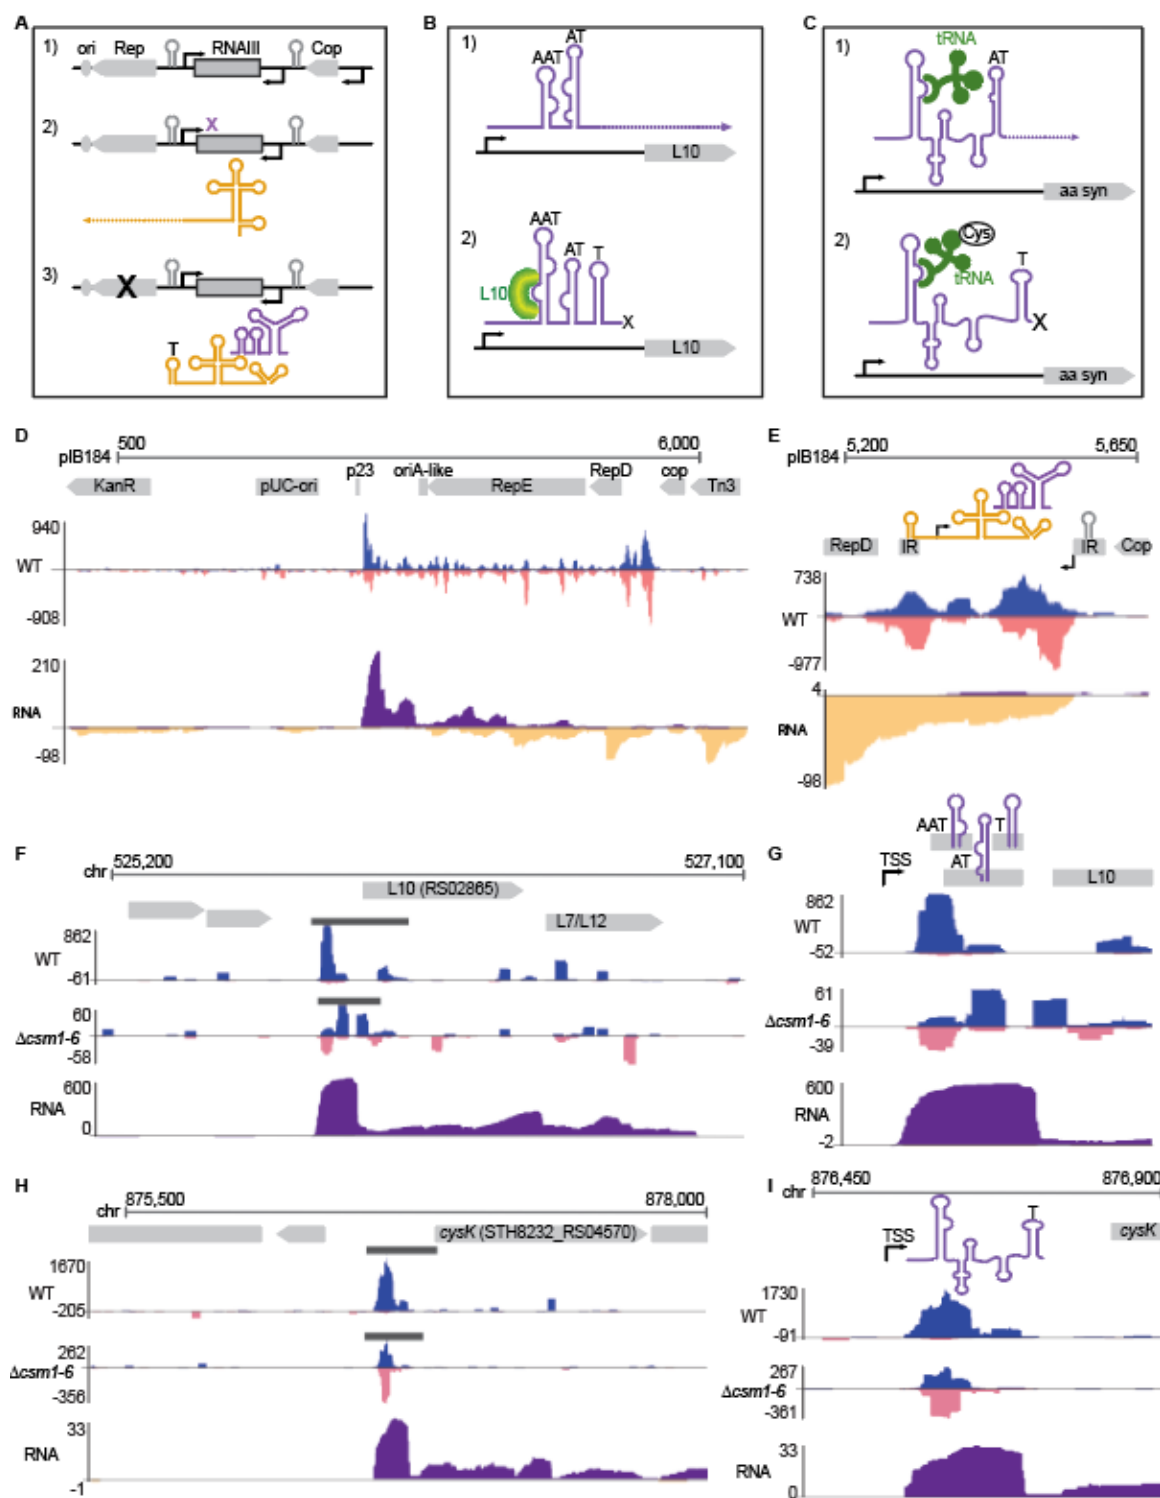 A
1)
ori Rep RNAIII Cop
2)
X
3)
X
T
B
1)
AAT AT
L10
2)
AAT
AT T
L10
X
L10
C
1)
tRNA
AT
aa syn
2)
Cys
tRNA
T
X
aa syn
D
pIB184 500 6,000
KanR pUC-ori p23 oriA-like RepE RepD cop Tn3
940
WT
-908
210
RNA
-98
E
pIB184 5,200 5,650
RepD IR IR Cop
738
WT
-977
4
RNA
-98
F
chr 525,200 527,100
L10 (RS02865)
L7/L12
862
WT
-61
60
Δcsm1-6
-58
600
RNA
0
G
AAT T
TSS AT
L10
862
WT
-52
61
Δcsm1-6
-39
600
RNA
-2
H
chr 875,500 878,000
cysK (STH8232_RS04570)
1670
WT
-205
262
Δcsm1-6
-356
33
RNA
-1
I
chr 876,450 876,900
TSS T
cysK
1730
WT
-91
267
Δcsm1-6
-361
33
RNA
0